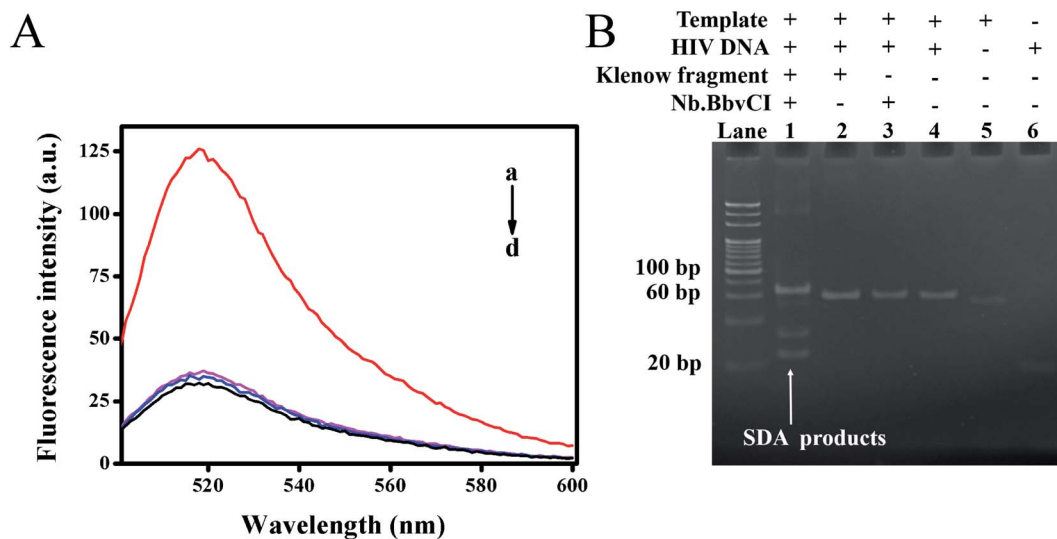 A
Fluorescence intensity (a.u.)
125
100
75
50
25
0
a
d
520 540 560 580 600
Wavelength (nm)
B
Template + + + + + -
HIV DNA + + + + - +
Klenow fragment + + - - - -
Nb.BbvCI + - + - - -
Lane 1 2 3 4 5 6
100 bp
60 bp
20 bp
SDA products